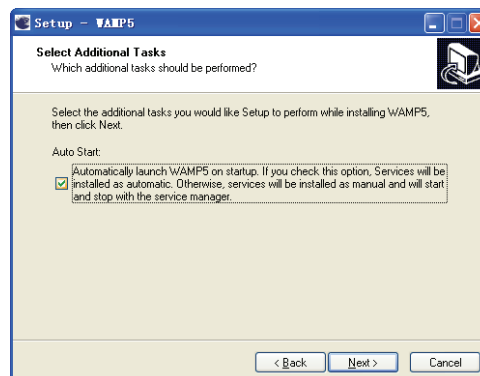 Setup - WAMP5
Select Additional Tasks
Which additional tasks should be performed?
Select the additional tasks you would like Setup to perform while installing WAMP5,
then click Next.
Auto Start:
Automatically launch WAMP5 on startup. If you check this option, Services will be
installed as automatic. Otherwise, services will be installed as manual and will start
and stop with the service manager.
< Back
Next >
Cancel